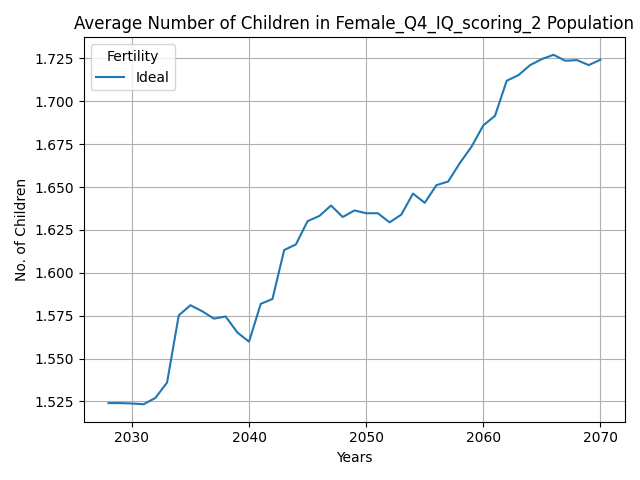 Average Number of Children in Female_Q4_IQ_scoring_2 Population
Fertility
Ideal
No. of Children
1.725
1.700
1.675
1.650
1.625
1.600
1.575
1.550
1.525
2030 2040 2050 2060 2070
Years